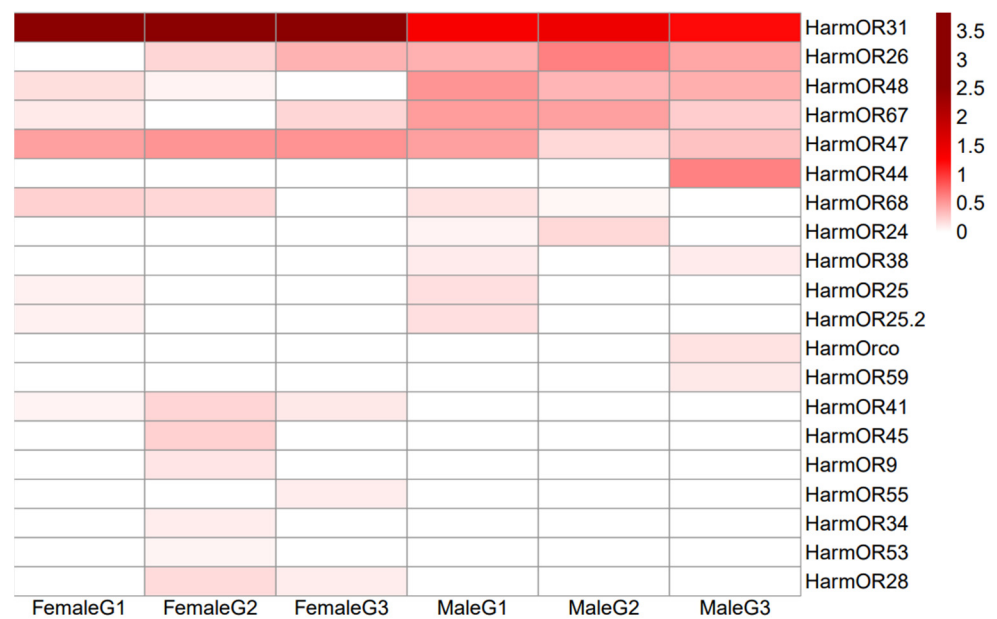 HarmOR31
HarmOR26
HarmOR48
HarmOR67
HarmOR47
HarmOR44
HarmOR68
HarmOR24
HarmOR38
HarmOR25
HarmOR25.2
HarmOrco
HarmOR59
HarmOR41
HarmOR45
HarmOR9
HarmOR55
HarmOR34
HarmOR53
HarmOR28
FemaleG1 FemaleG2 FemaleG3 MaleG1 MaleG2 MaleG3
3.5
3
2.5
2
1.5
1
0.5
0